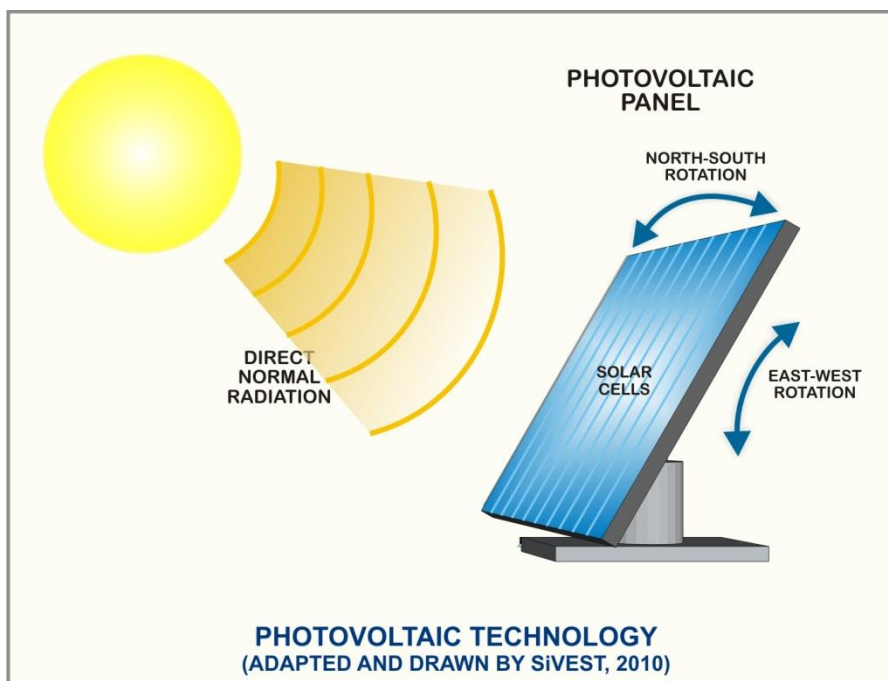 PHOTOVOLTAIC
PANEL
NORTH-SOUTH
ROTATION
DIRECT
NORMAL
RADIATION
SOLAR
CELLS
EAST-WEST
ROTATION
PHOTOVOLTAIC TECHNOLOGY
(ADAPTED AND DRAWN BY SiVEST, 2010)